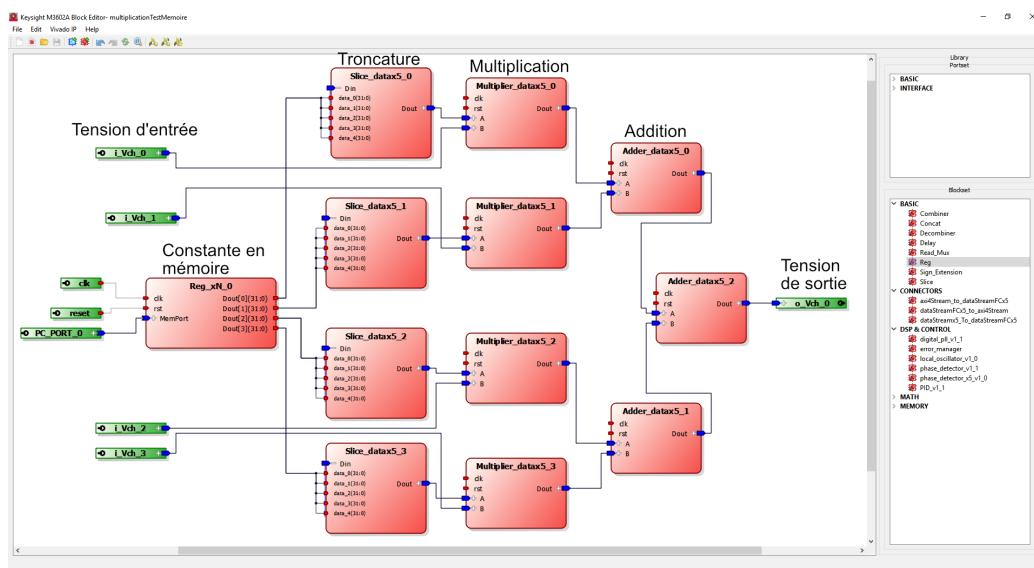 Keysight M3602A Block Editor- multiplicationTestMemoire
File Edit Vivado IP Help
Library
Portset
BASIC
INTERFACE
Blockset
BASIC
Combiner
Concat
Decombiner
Delay
Read_Mux
Reg
Sign_Extension
Slice
CONNECTORS
axi4Stream_to_dataStreamFCx5
dataStreamFCx5_to_axi4Stream
dataStreamx5_To_dataStreamFCx5
DSP & CONTROL
digital_pll_v1_1
error_manager
local_oscillator_v1_0
phase_detector_v1_1
phase_detector_x5_v1_0
PID_v1_1
MATH
MEMORY
Troncature
Multiplication
Addition
Tension d'entrée
Constante en
mémoire
Tension
de sortie
i_Vch_0
i_Vch_1
clk
reset
PC_PORT_0
i_Vch_2
i_Vch_3
Reg_xN_0
clk
rst
MemPort
Dout[0](31:0)
Dout[1](31:0)
Dout[2](31:0)
Dout[3](31:0)
Slice_datax5_0
Din
data_0(31:0)
data_1(31:0)
data_2(31:0)
data_3(31:0)
data_4(31:0)
Dout
Slice_datax5_1
Din
data_0(31:0)
data_1(31:0)
data_2(31:0)
data_3(31:0)
data_4(31:0)
Dout
Slice_datax5_2
Din
data_0(31:0)
data_1(31:0)
data_2(31:0)
data_3(31:0)
data_4(31:0)
Dout
Slice_datax5_3
Din
data_0(31:0)
data_1(31:0)
data_2(31:0)
data_3(31:0)
data_4(31:0)
Dout
Multiplier_datax5_0
clk
rst
A
B
Dout
Multiplier_datax5_1
clk
rst
A
B
Dout
Multiplier_datax5_2
clk
rst
A
B
Dout
Multiplier_datax5_3
clk
rst
A
B
Dout
Adder_datax5_0
clk
rst
A
B
Dout
Adder_datax5_1
clk
rst
A
B
Dout
Adder_datax5_2
clk
rst
A
B
Dout
o_Vch_0